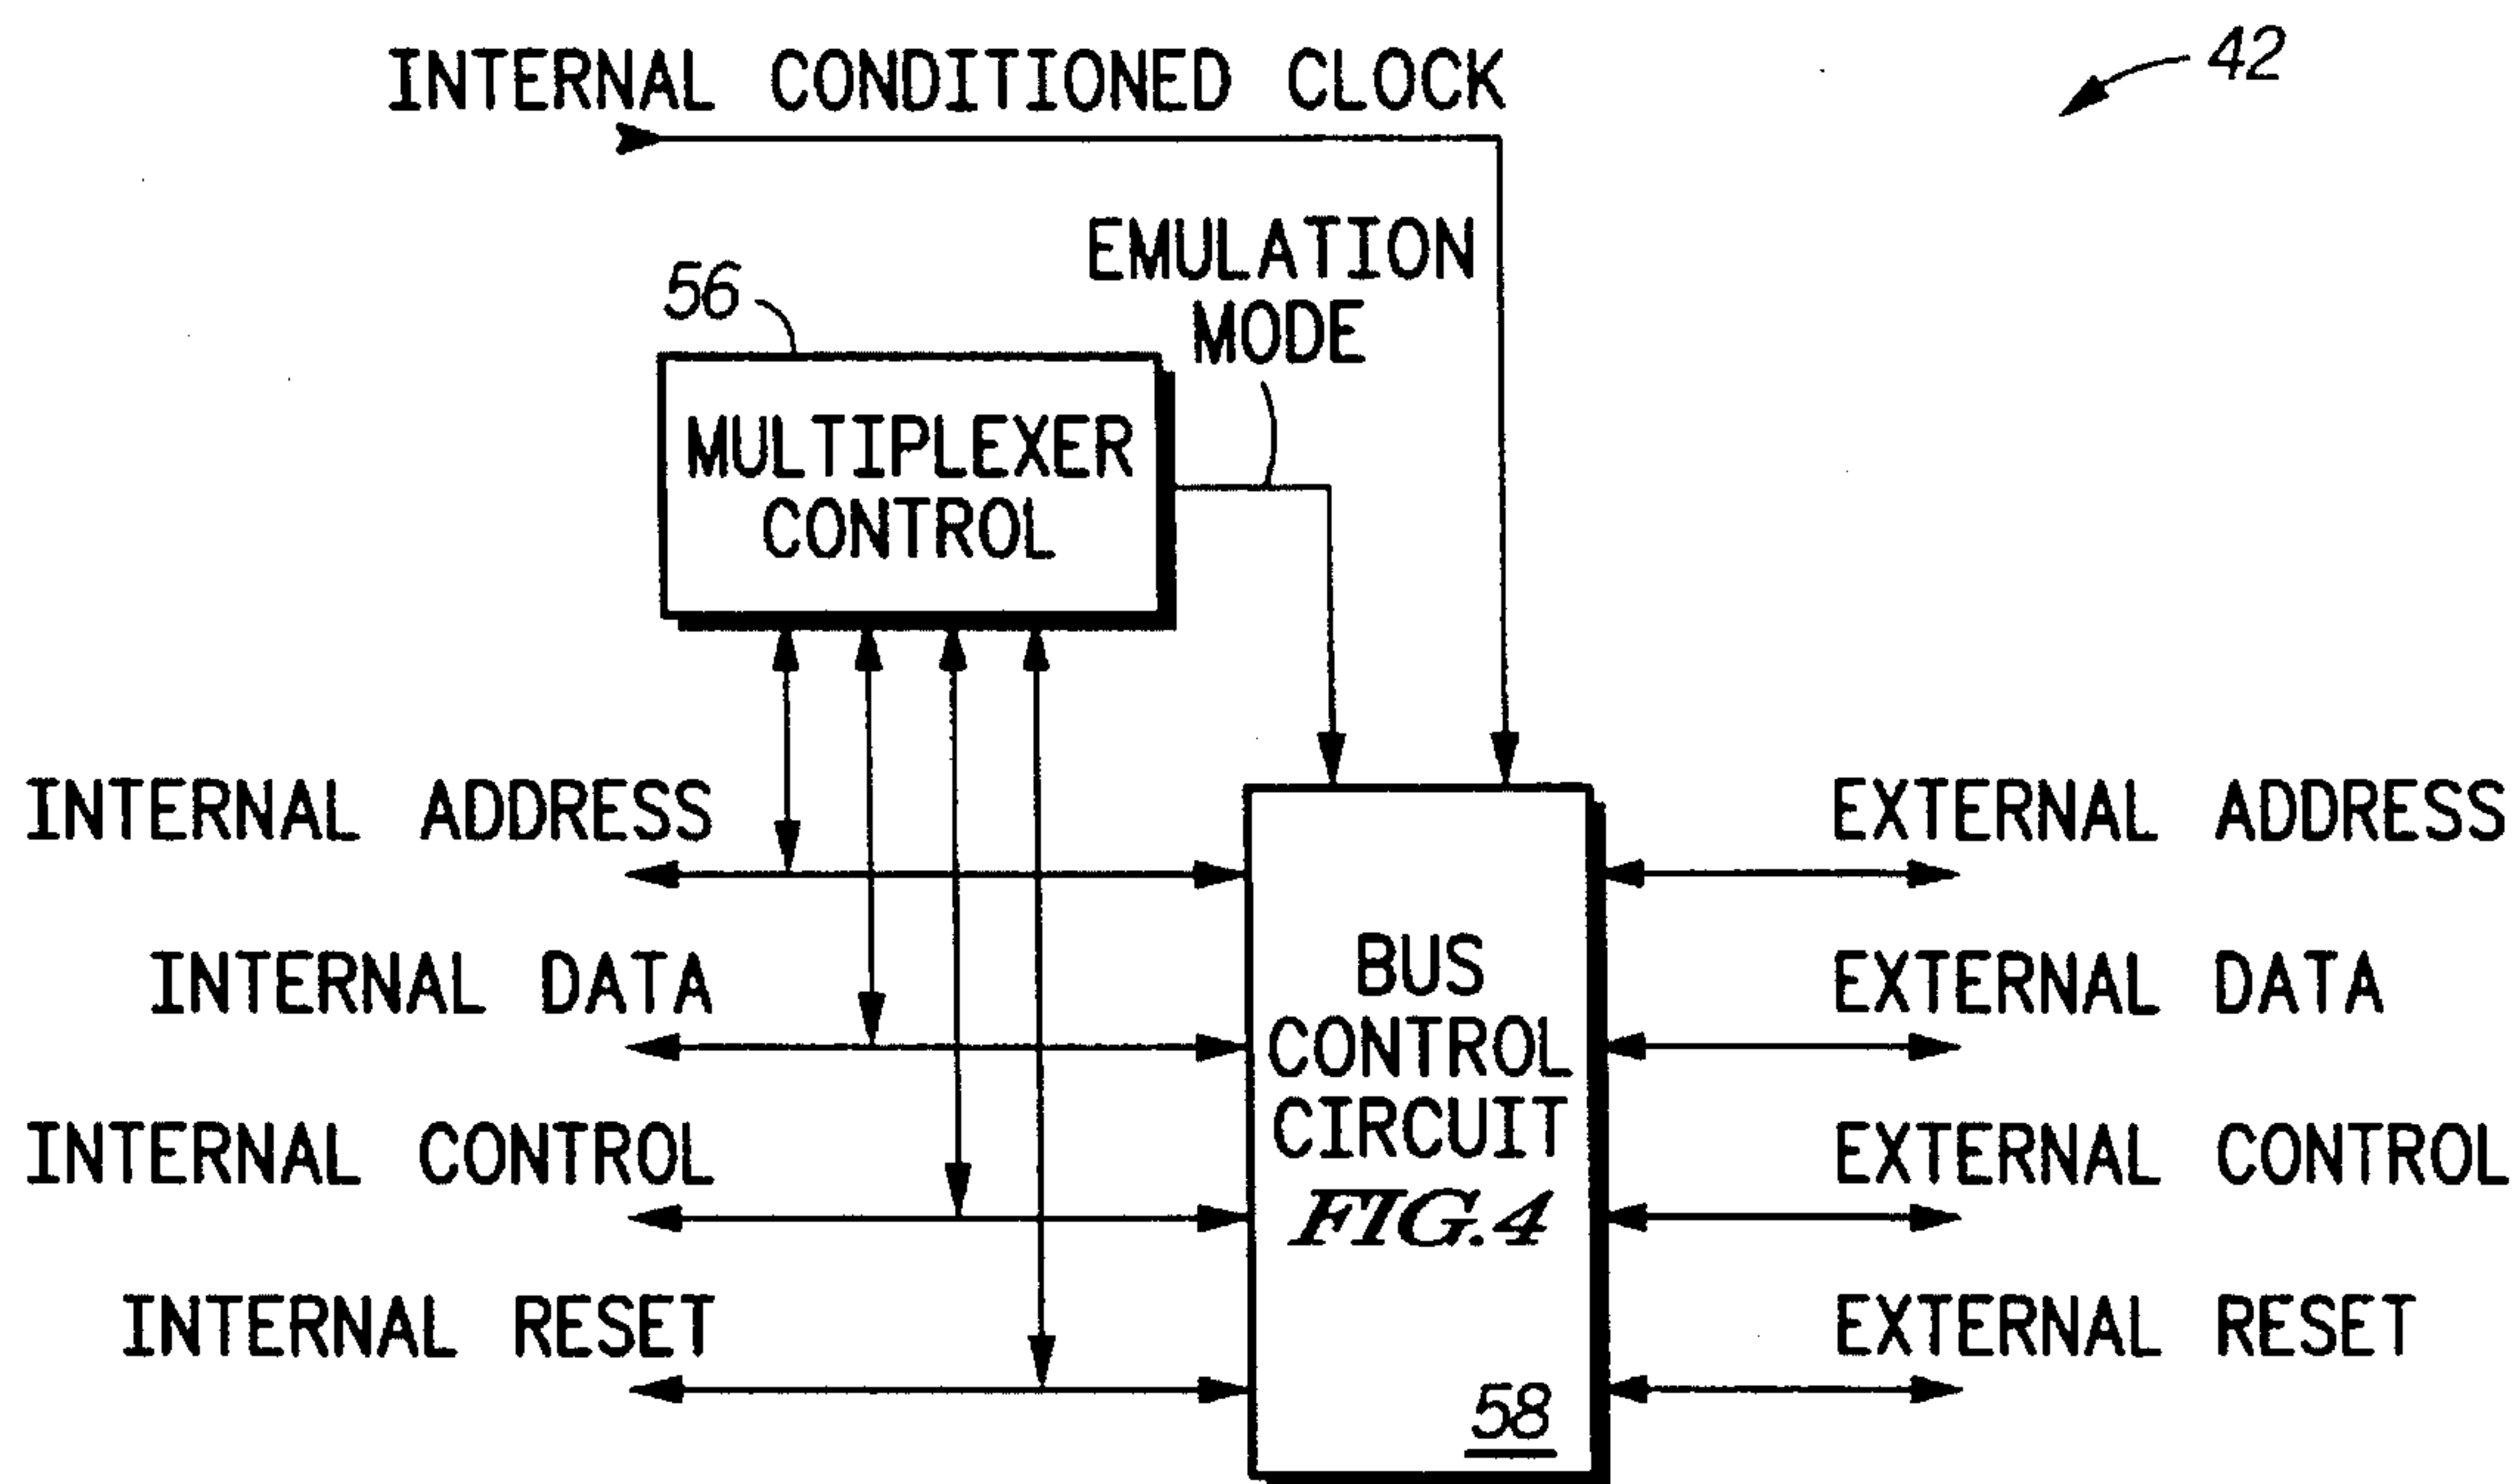 INTERNAL CONDITIONED CLOCK
42
EMULATION
MODE
56
MULTIPLEXER
CONTROL
INTERNAL ADDRESS
EXTERNAL ADDRESS
INTERNAL DATA
EXTERNAL DATA
INTERNAL CONTROL
EXTERNAL CONTROL
INTERNAL RESET
EXTERNAL RESET
BUS
CONTROL
CIRCUIT
FIG.4
58